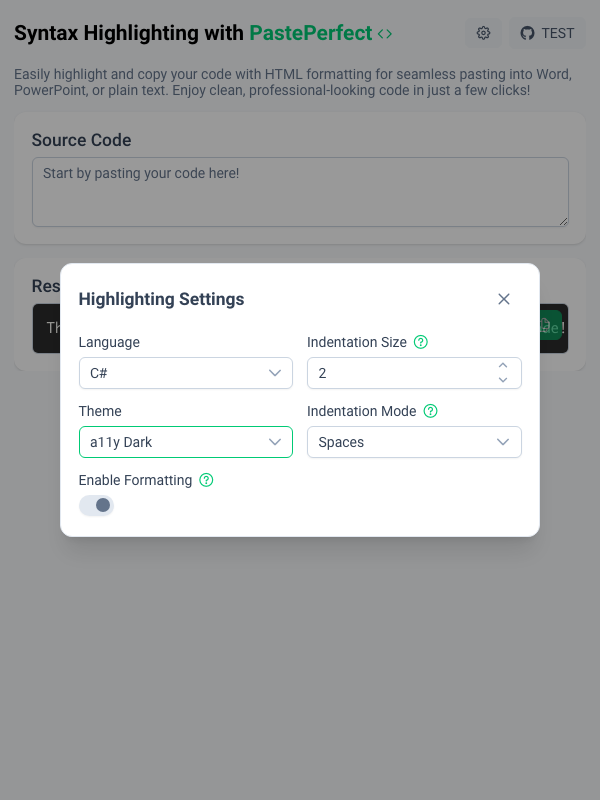 Syntax Highlighting with PastePerfect
TEST
Easily highlight and copy your code with HTML formatting for seamless pasting into Word,
PowerPoint, or plain text. Enjoy clean, professional-looking code in just a few clicks!
Source Code
Start by pasting your code here!
Highlighting Settings
Language
Indentation Size
C#
2
Theme
Indentation Mode
a11y Dark
Spaces
Enable Formatting